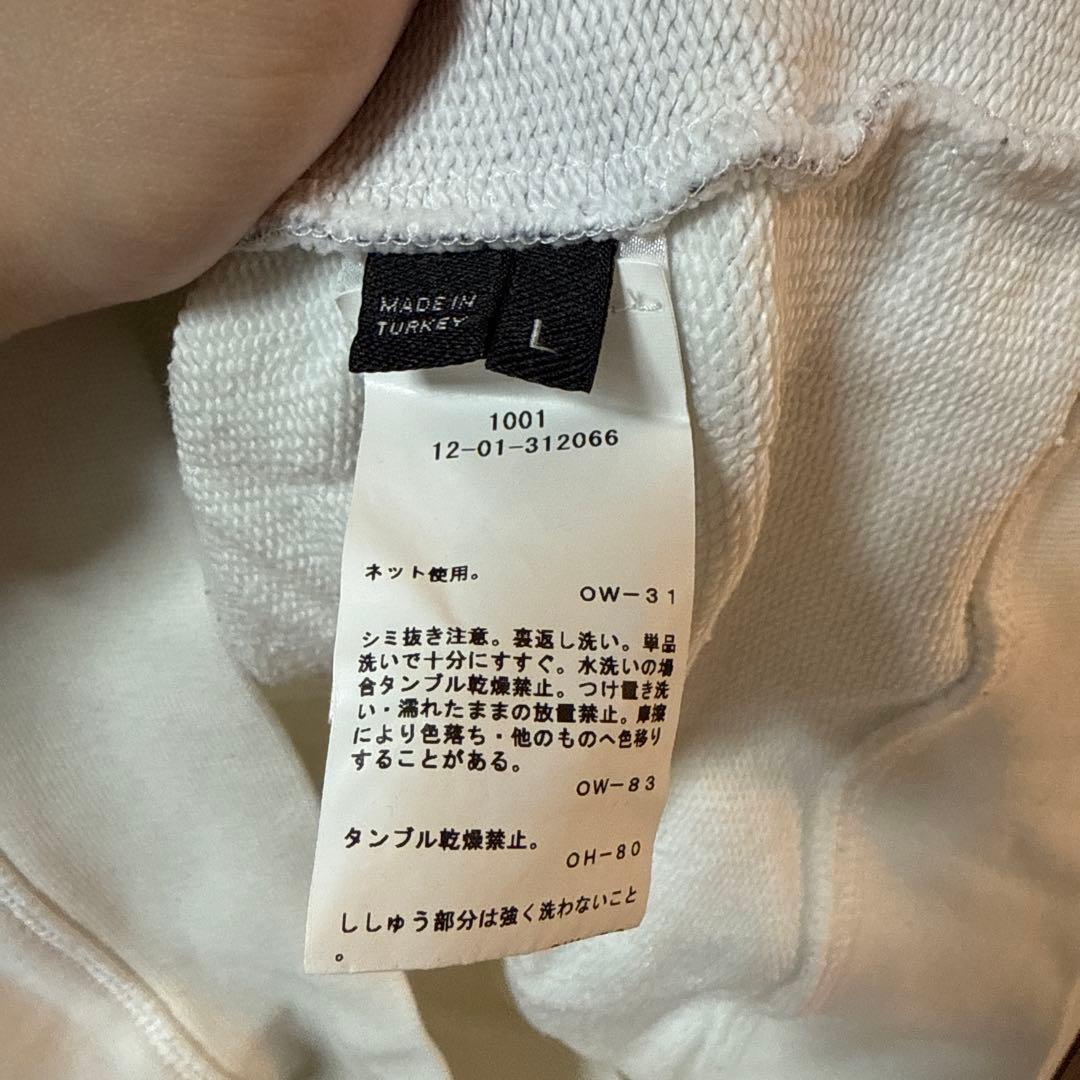 MADE IN
TURKEY
L
1001
12-01-312066
ネット使用。
OW-31
シミ抜き注意。裏返し洗い。単品
洗いで十分にすすぐ。水洗いの場
合タンブル乾燥禁止。つけ置き洗
い・濡れたままの放置禁止。摩擦
により色落ち・他のものへ色移り
することがある。
OW-83
タンブル乾燥禁止。
OH-80
ししゅう部分は強く洗わないこと
。